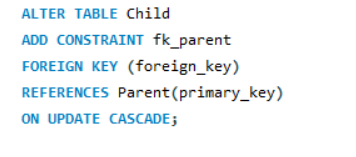 ALTER TABLE Child
ADD CONSTRAINT fk_parent
FOREIGN KEY (foreign_key)
REFERENCES Parent(primary_key)
ON UPDATE CASCADE;